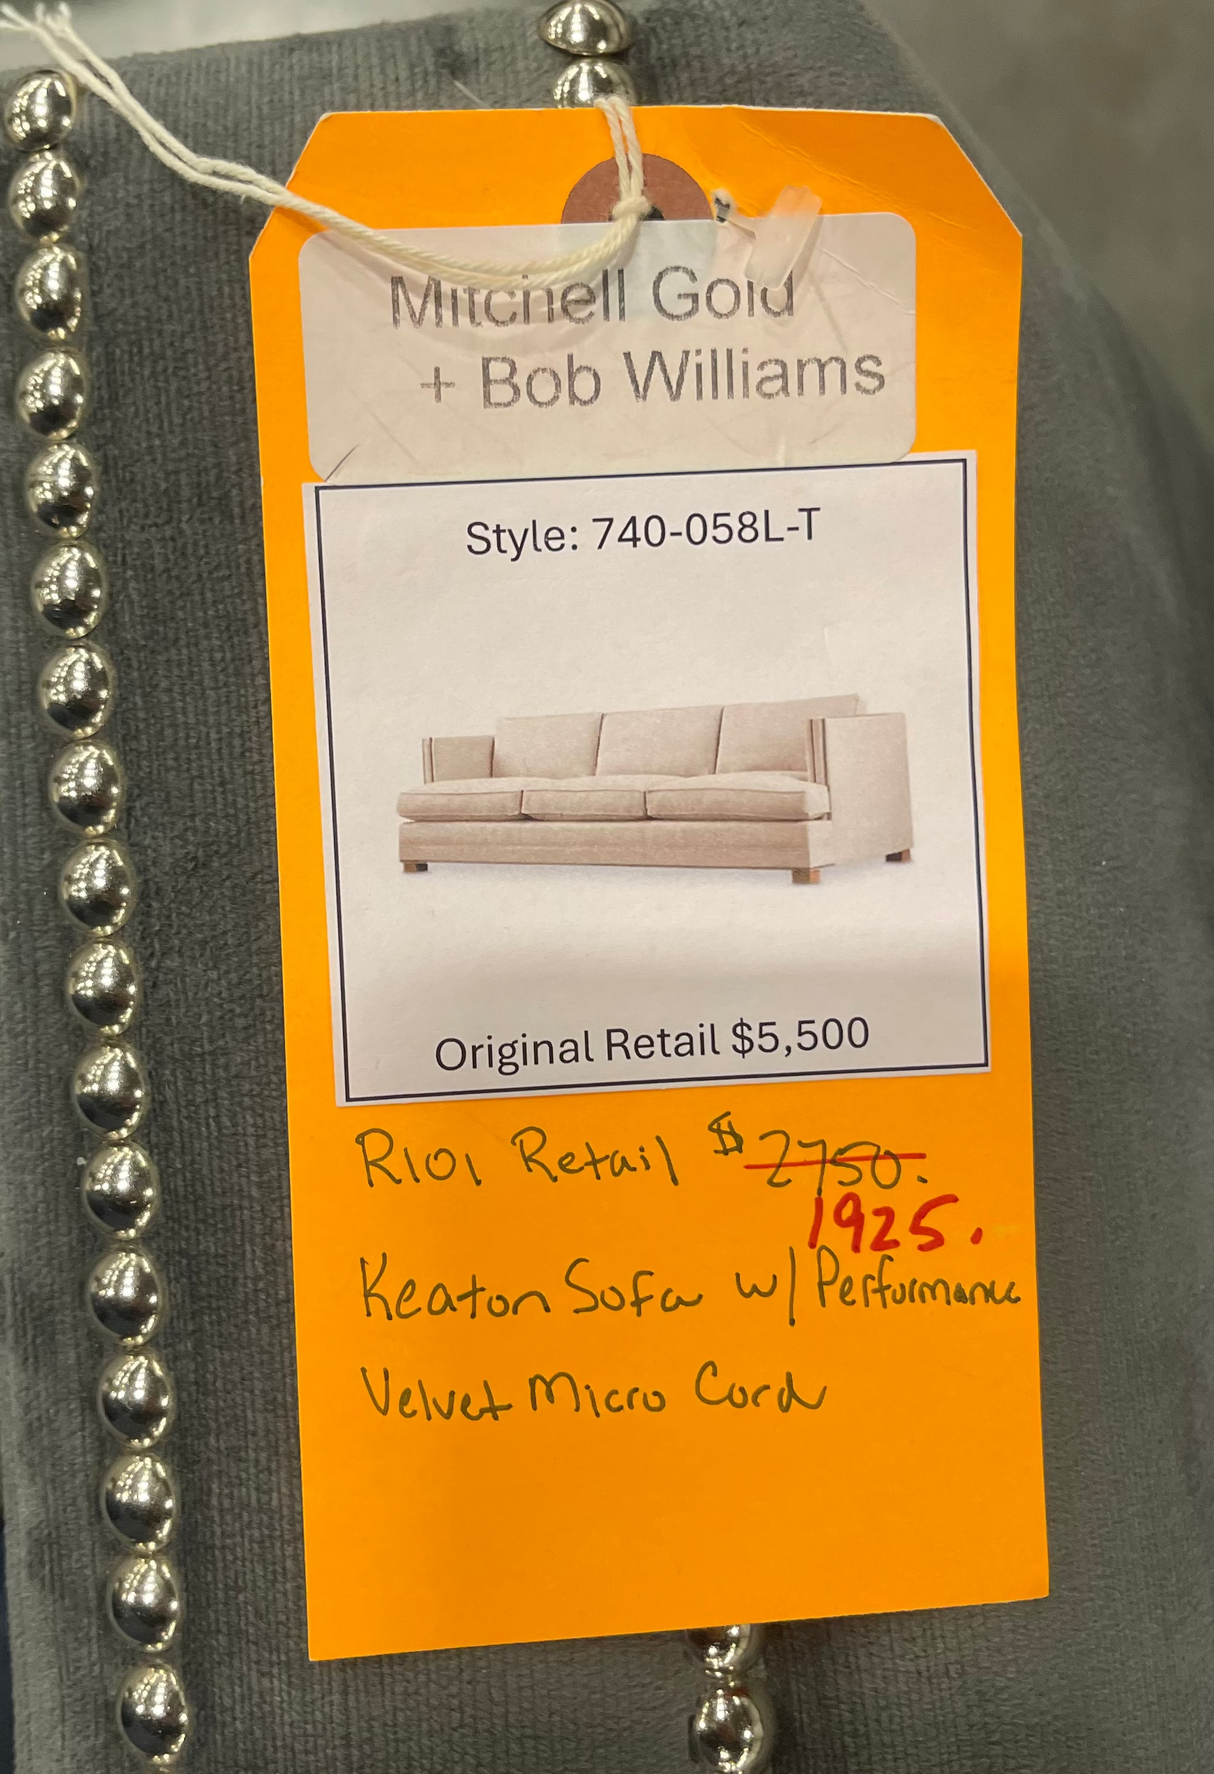 Mitchell Gold
+ Bob Williams
Style: 740-058L-T
Original Retail $5,500
R101 Retail $2750.
1925.
Keaton Sofa w/ Performance
Velvet Micro Cord